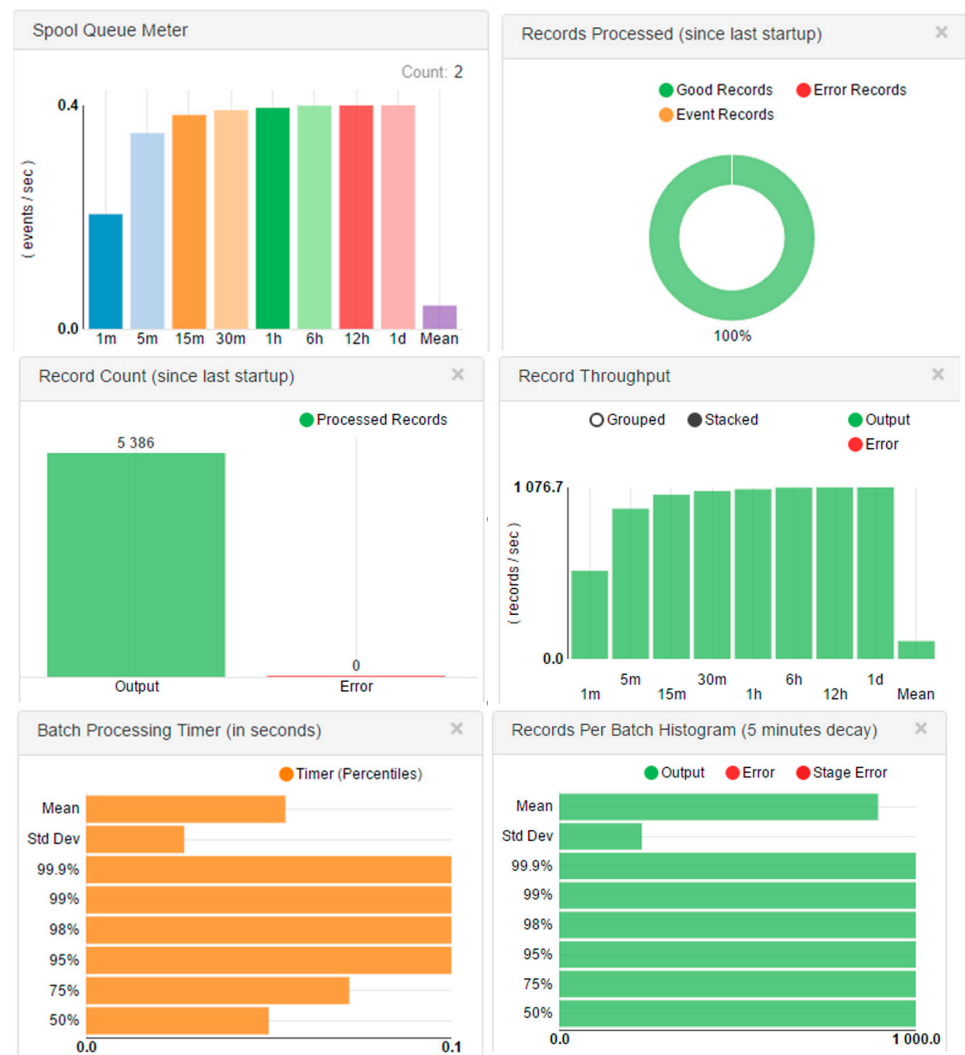 Spool Queue Meter
Count: 2
0.4
( events / sec )
0.0
1m 5m 15m 30m 1h 6h 12h 1d Mean
Records Processed (since last startup) ×
Good Records Error Records
Event Records
100%
Record Count (since last startup) ×
Processed Records
5 386
0
Output Error
Record Throughput ×
Grouped Stacked Output
Error
1 076.7
( records / sec )
0.0
5m 30m 6h 1d
1m 15m 1h 12h Mean
Batch Processing Timer (in seconds) ×
Timer (Percentiles)
Mean
Std Dev
99.9%
99%
98%
95%
75%
50%
0.0 0.1
Records Per Batch Histogram (5 minutes decay) ×
Output Error Stage Error
Mean
Std Dev
99.9%
99%
98%
95%
75%
50%
0.0 1 000.0